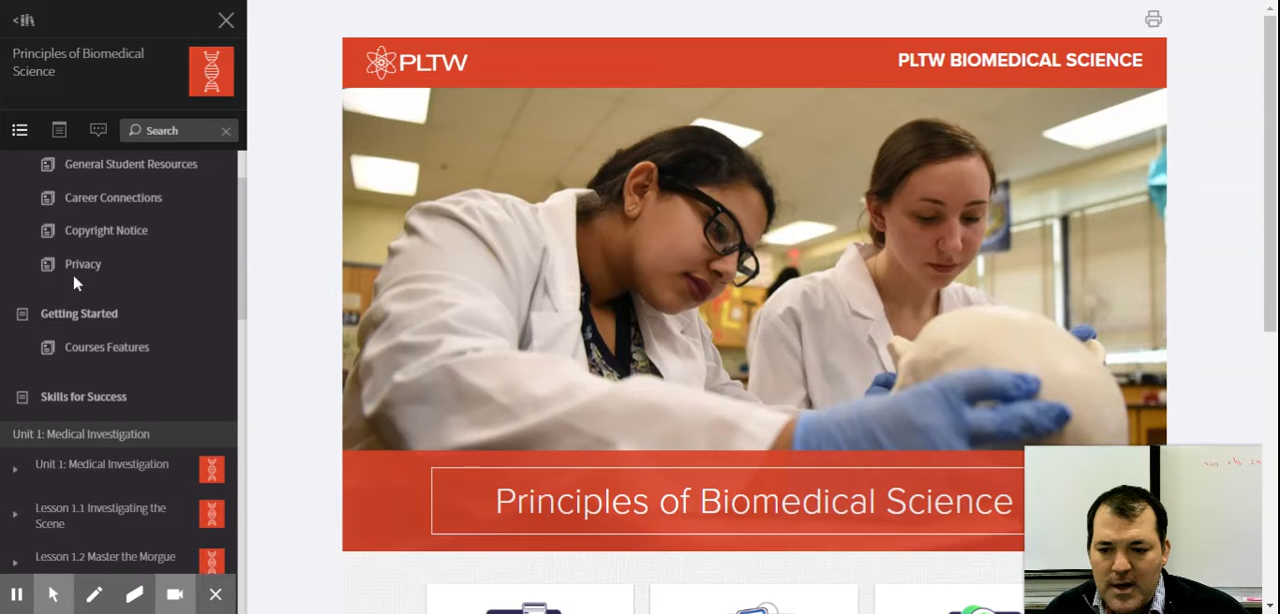 Principles of Biomedical
Science
Search
General Student Resources
Career Connections
Copyright Notice
Privacy
Getting Started
Courses Features
Skills for Success
Unit 1: Medical Investigation
Unit 1: Medical Investigation
Lesson 1.1 Investigating the
Scene
Lesson 1.2 Master the Morgue
PLTW
PLTW BIOMEDICAL SCIENCE
Principles of Biomedical Science